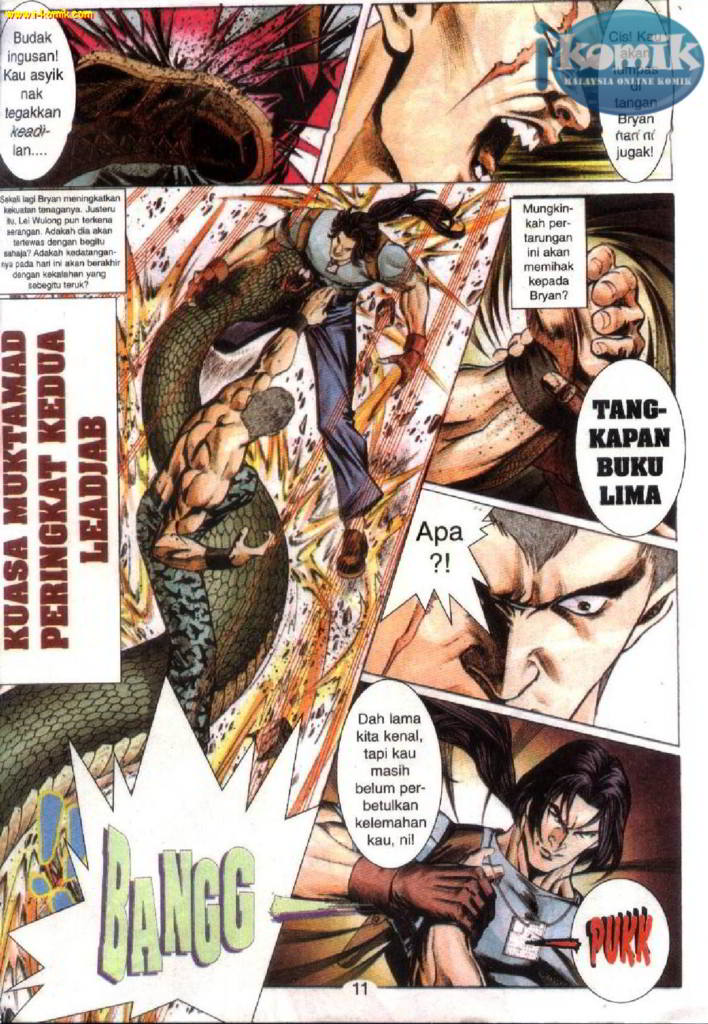 www.i-komik.com
Budak
ingusan!
Kau asyik
nak
tegakkan
keadi-
lan....
Cis! Kau
akan
tumpas
di
tangan
Bryan
hari ni
jugak!
i komik
MALAYSIA ONLINE KOMIK
Sekali lagi Bryan meningkatkan
kekuatan tenaganya. Justeru
itu, Lei Wulong pun terkena
serangan. Adakah dia akan
tertewas dengan begitu
sahaja? Adakah kedatangan-
nya pada hari ini akan berakhir
dengan kekalahan yang
sebegitu teruk?
Mungkin-
kah per-
tarungan
ini akan
memihak
kepada
Bryan?
KUASA MUKTAMAD
PERINGKAT KEDUA
LEADJAB
TANG-
KAPAN
BUKU
LIMA
Apa
?!
Dah lama
kita kenal,
tapi kau
masih
belum per-
betulkan
kelemahan
kau, ni!
!!
BANGG
PUKK
11